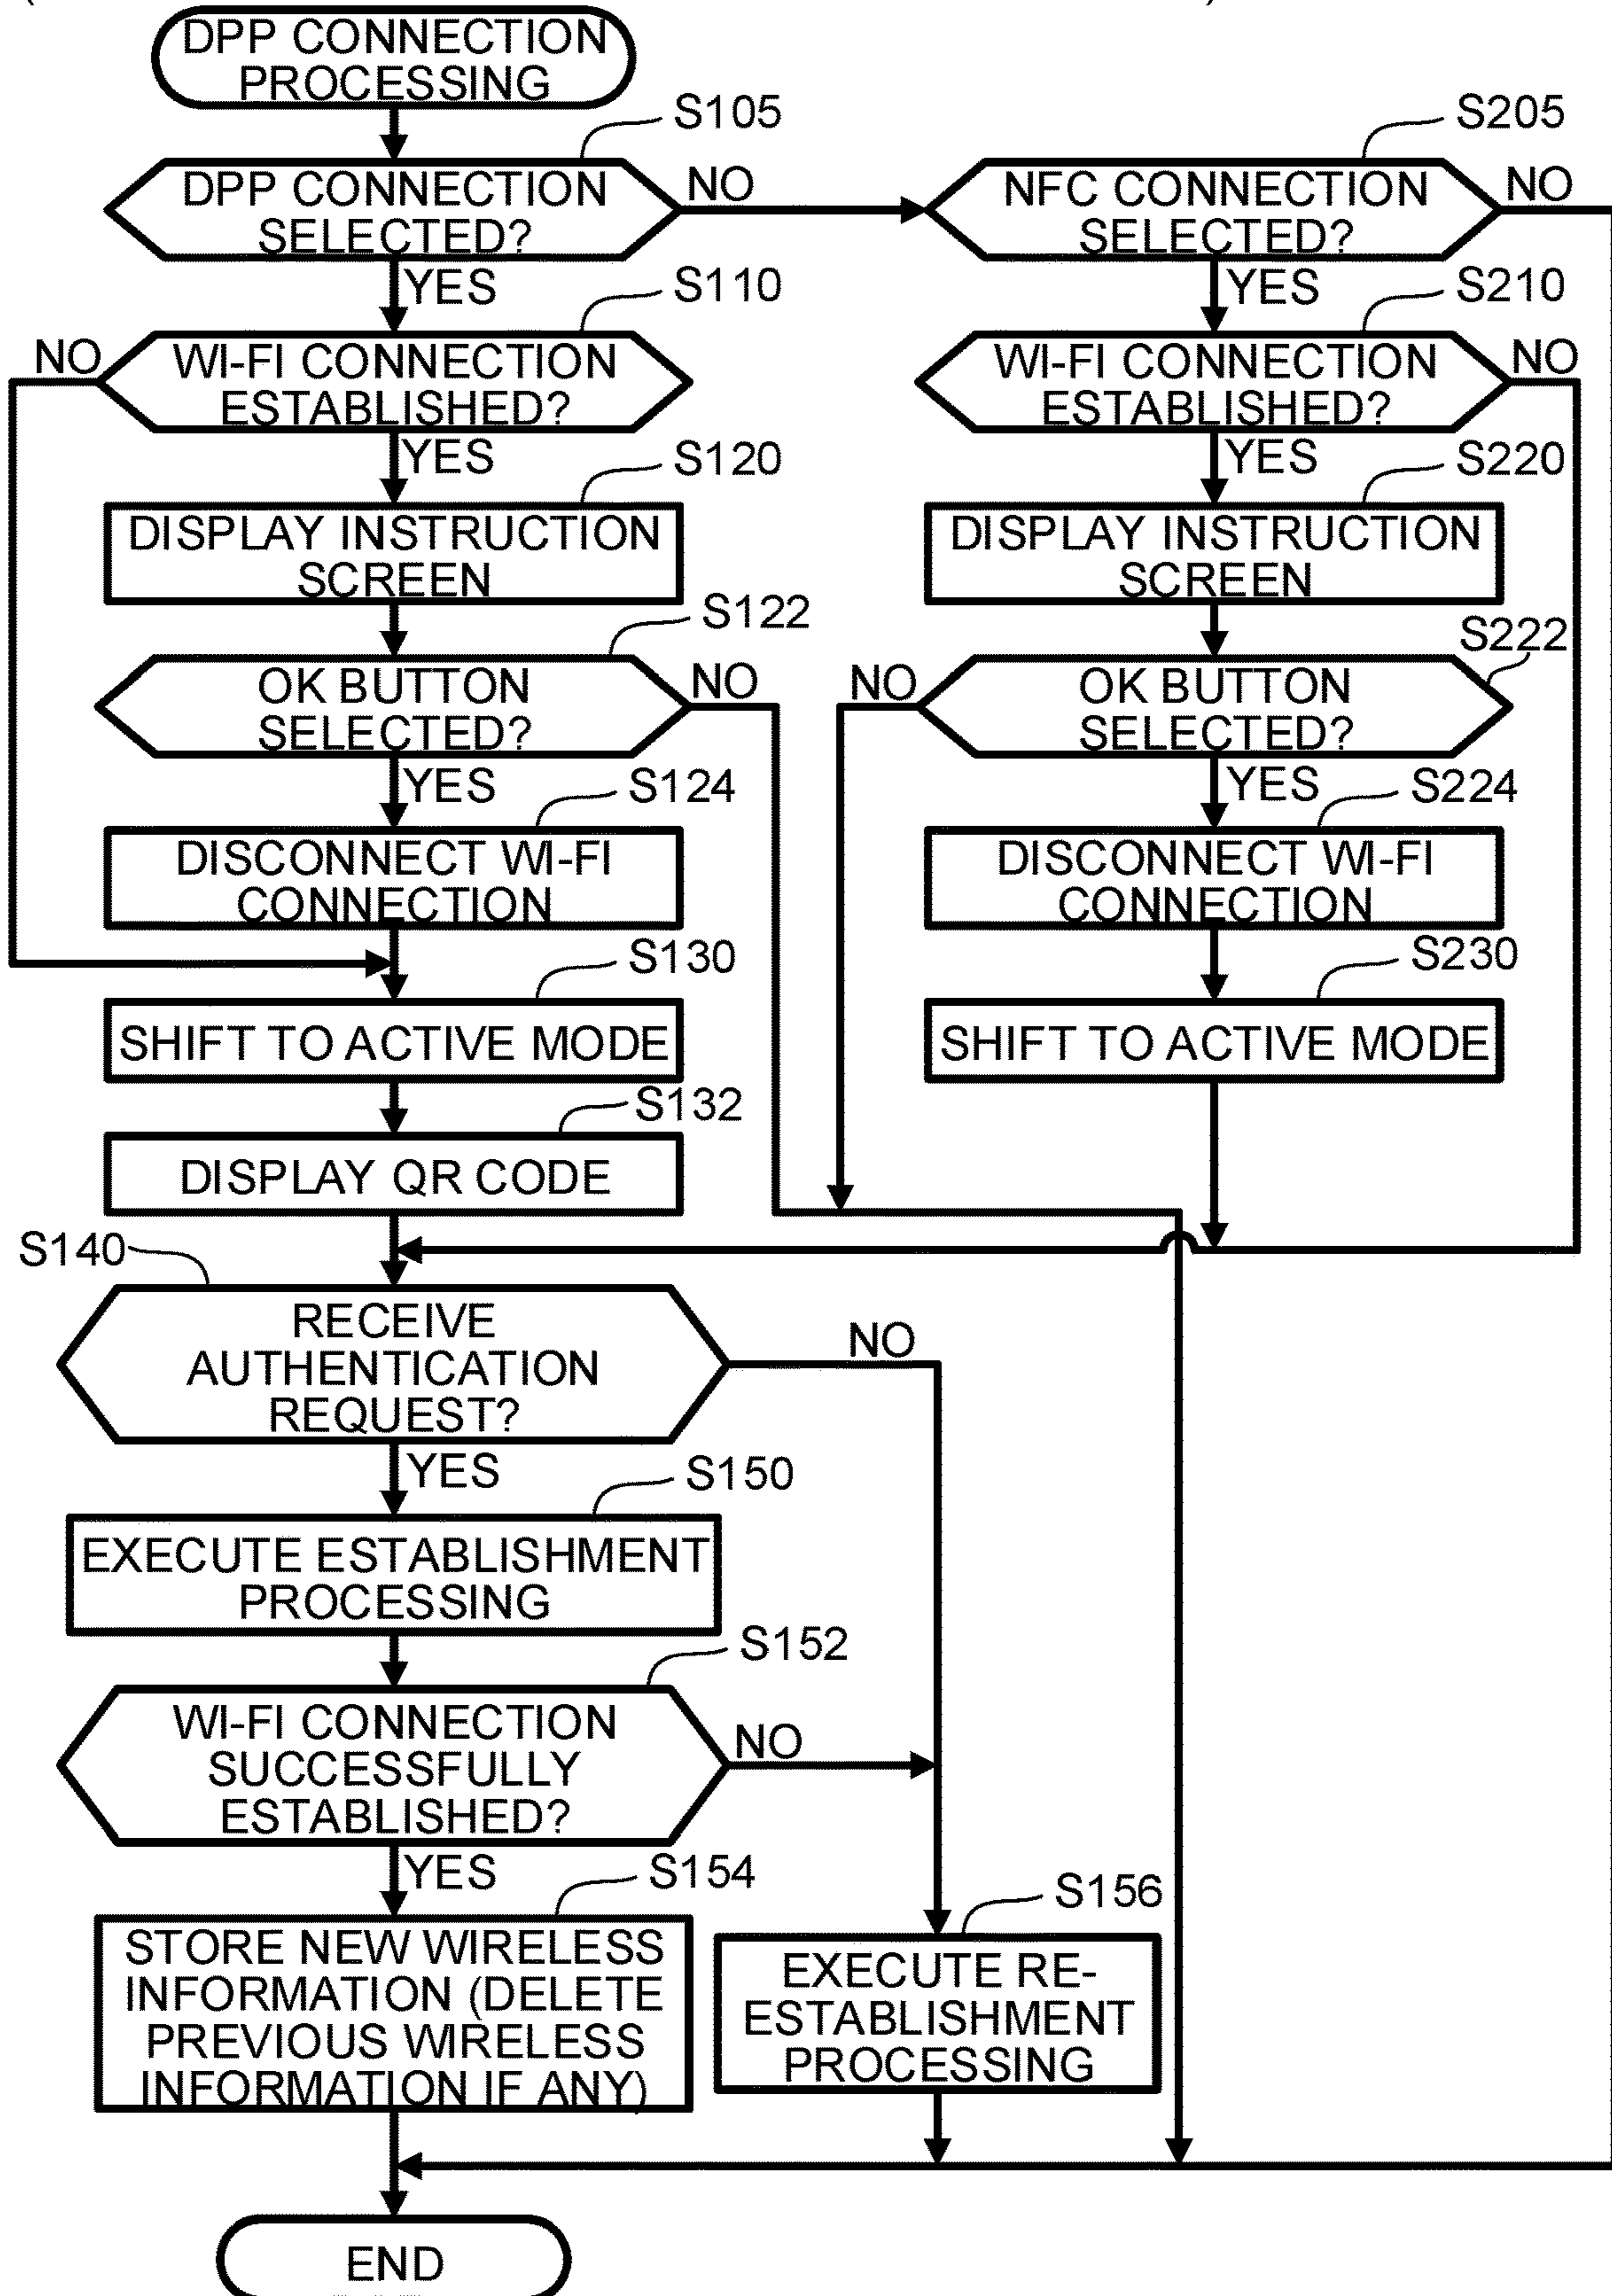 DPP CONNECTION
PROCESSING
S105
S205
DPP CONNECTION
SELECTED?
NO
NFC CONNECTION
SELECTED?
NO
YES
S110
YES
S210
NO
WI-FI CONNECTION
ESTABLISHED?
WI-FI CONNECTION
ESTABLISHED?
NO
YES
S120
YES
S220
DISPLAY INSTRUCTION
SCREEN
DISPLAY INSTRUCTION
SCREEN
S122
S222
OK BUTTON
SELECTED?
NO
NO
OK BUTTON
SELECTED?
YES
S124
YES
S224
DISCONNECT WI-FI
CONNECTION
DISCONNECT WI-FI
CONNECTION
S130
S230
SHIFT TO ACTIVE MODE
SHIFT TO ACTIVE MODE
S132
DISPLAY QR CODE
S140
RECEIVE
AUTHENTICATION
REQUEST?
NO
YES
S150
EXECUTE ESTABLISHMENT
PROCESSING
S152
WI-FI CONNECTION
SUCCESSFULLY
ESTABLISHED?
NO
YES
S154
S156
STORE NEW WIRELESS
INFORMATION (DELETE
PREVIOUS WIRELESS
INFORMATION IF ANY)
EXECUTE RE-
ESTABLISHMENT
PROCESSING
END